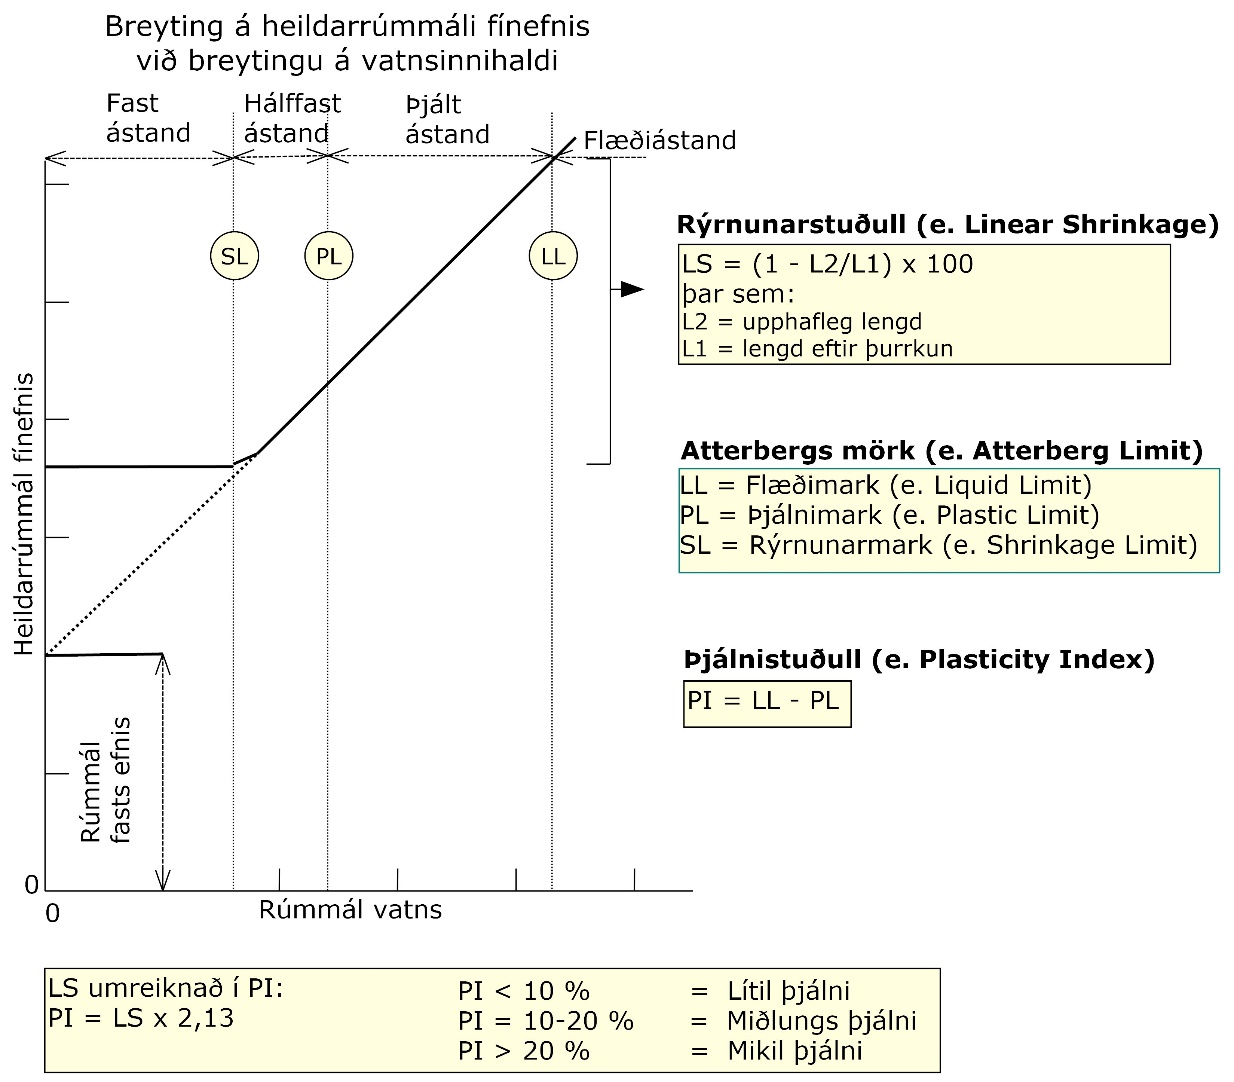 Breyting á heildarrúmmáli fínefnis
við breytingu á vatnsinnihaldi
Fast
ástand
Hálffast
ástand
Þjált
ástand
Flæðiástand
SL
PL
LL
Heildarrúmmál fínefnis
Rúmmál
fasts efnis
0
0
Rúmmál vatns
Rýrnunarstuðull (e. Linear Shrinkage)
LS = (1 - L2/L1) x 100
þar sem:
L2 = upphafleg lengd
L1 = lengd eftir þurrkun
Atterbergs mörk (e. Atterberg Limit)
LL = Flæðimark (e. Liquid Limit)
PL = Þjálnimark (e. Plastic Limit)
SL = Rýrnunarmark (e. Shrinkage Limit)
Þjálnistuðull (e. Plasticity Index)
PI = LL - PL
LS umreiknað í PI:
PI = LS x 2,13
PI < 10 % = Lítil þjálni
PI = 10-20 % = Miðlungs þjálni
PI > 20 % = Mikil þjálni